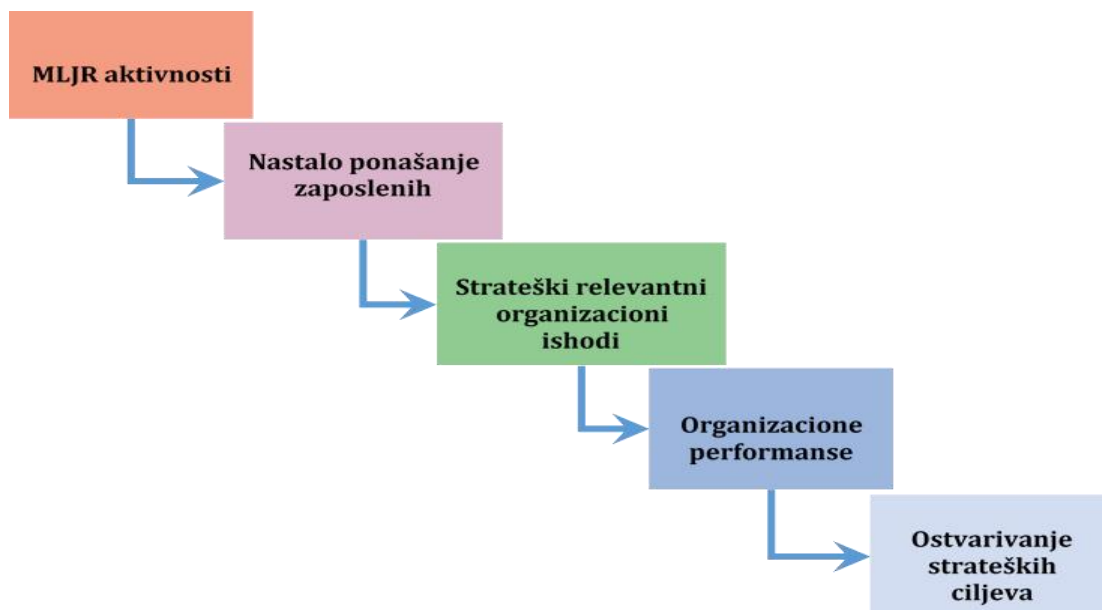 MLJR aktivnosti
Nastalo ponašanje
zaposlenih
Strateški relevantni
organizacioni
ishodi
Organizacione
performanse
Ostvarivanje
strateških
ciljeva